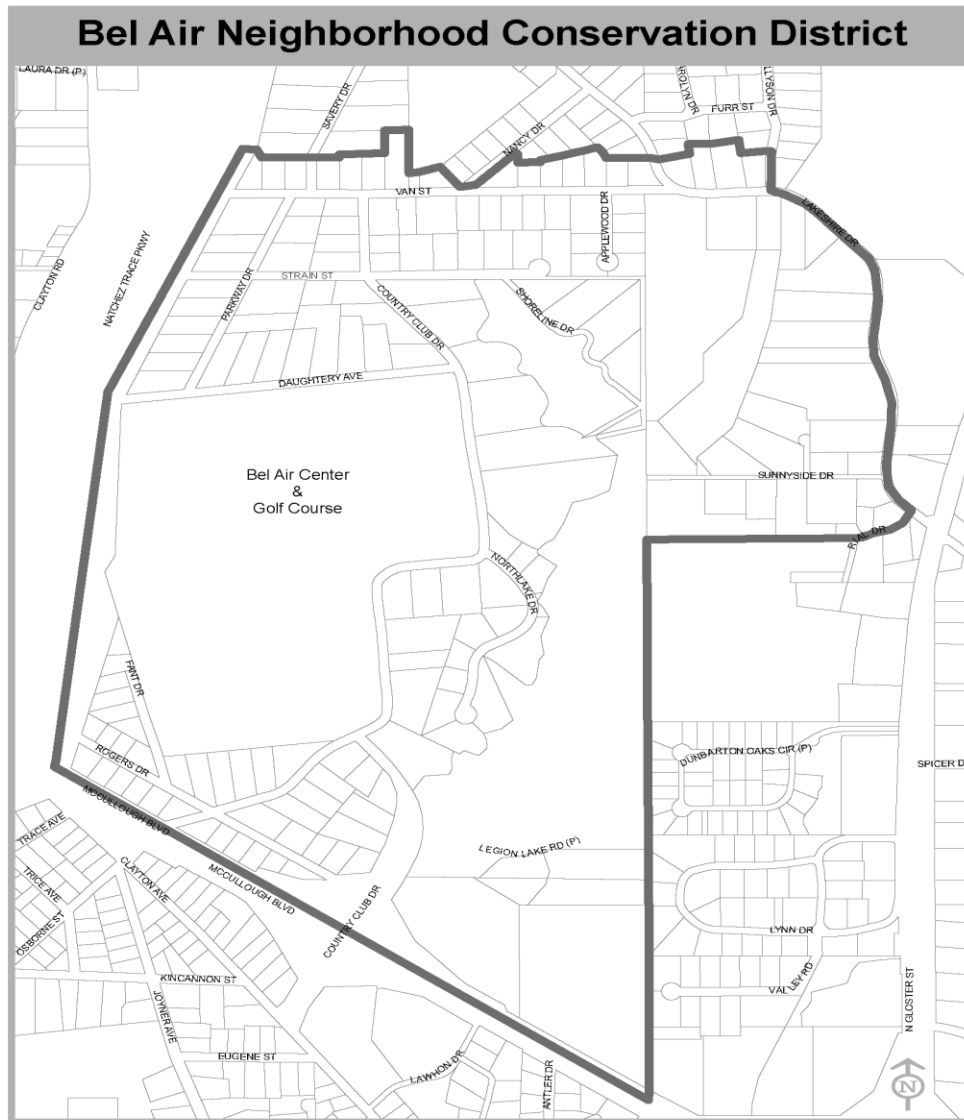 Bel Air Neighborhood Conservation District
LAURA DR (P)
SAVERY DR
NANCY DR
FURR ST
VAN ST
APPLEWOOD DR
LAKESHIRE DR
CLAYTON RD
NATCHEZ TRACE PKWY
PARKWAY DR
STRAIN ST
COUNTRY CLUB DR
SHORELINE DR
DAUGHTERY AVE
Bel Air Center
&
Golf Course
SUNNYSIDE DR
RIAL DR
NORTHLAKE DR
FANT DR
ROGERS DR
MCCULLOUGH BLVD
DUNBARTON OAKS CIR (P)
SPICER D
TRACE AVE
TRICE AVE
CLAYTON AVE
MCCULLOUGH BLVD
LEGION LAKE RD (P)
COUNTRY CLUB DR
OSBORNE ST
LYNN DR
KINCANNON ST
VALLEY RD
JOYNER AVE
N GLOSTER ST
EUGENE ST
LAWHON DR
ANTLER DR
N